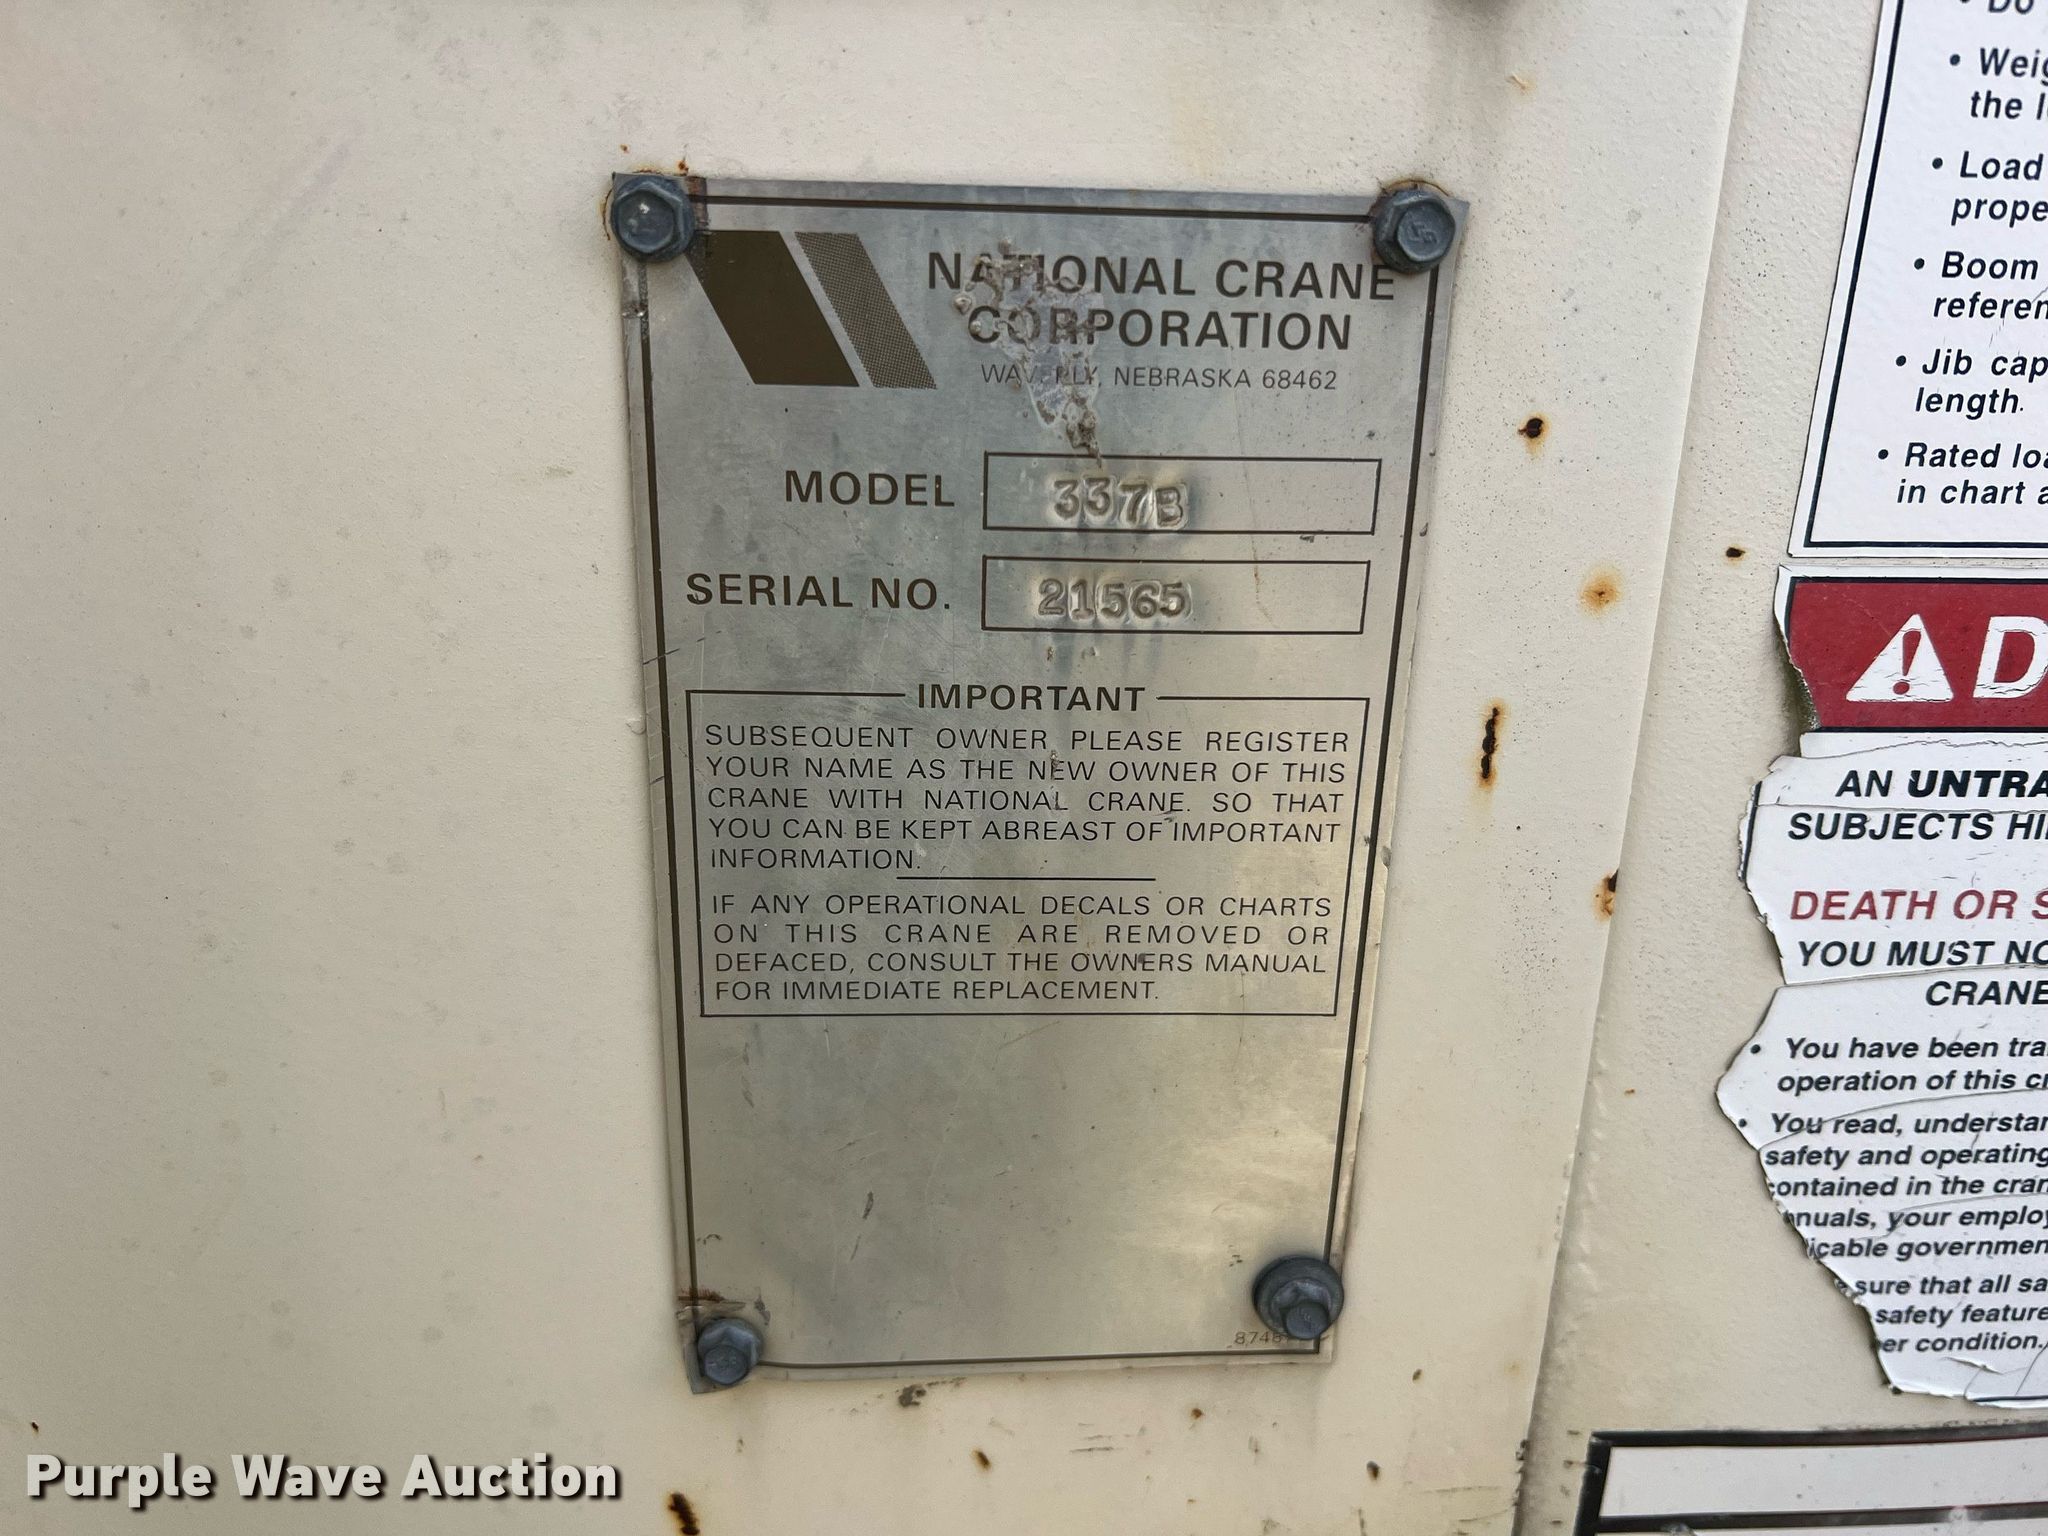 NATIONAL CRANE
CORPORATION
WAVERLY, NEBRASKA 68462
MODEL 337B
SERIAL NO. 21565
IMPORTANT
SUBSEQUENT OWNER PLEASE REGISTER
YOUR NAME AS THE NEW OWNER OF THIS
CRANE WITH NATIONAL CRANE. SO THAT
YOU CAN BE KEPT ABREAST OF IMPORTANT
INFORMATION.
IF ANY OPERATIONAL DECALS OR CHARTS
ON THIS CRANE ARE REMOVED OR
DEFACED, CONSULT THE OWNERS MANUAL
FOR IMMEDIATE REPLACEMENT.
• Do
•
the
• Load
• Boom
• Jib
length.
• Rated
in chart
AN
SUBJECTS
DEATH OR
YOU MUST
CRANE
• You have been
operation of this
• You read,
safety and operating
in the
your
sure that all
safety
condition.
Purple Wave Auction